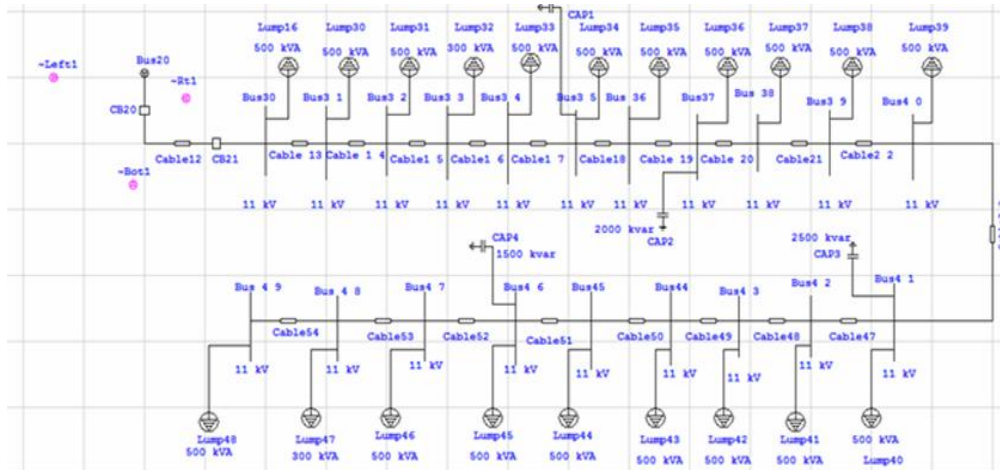 CAP1
Lump16 Lump30 Lump31 Lump32 Lump33 Lump34 Lump35 Lump36 Lump37 Lump38 Lump39
500 kVA 500 kVA 500 kVA 300 kVA 500 kVA 500 kVA 500 kVA 500 kVA 500 kVA 500 kVA 500 kVA
~Left1 Bus20
~Rt1
Bus30 Bus3 1 Bus3 2 Bus3 3 Bus3 4 Bus3 5 Bus 36 Bus37 Bus 38 Bus3 9 Bus4 0
CB20
Cable12 CB21 Cable 13 Cable 1 4 Cable1 5 Cable1 6 Cable1 7 Cable18 Cable 19 Cable 20 Cable21 Cable2 2
~Bot1
11 kV 11 kV 11 kV 11 kV 11 kV 11 kV 11 kV 11 kV 11 kV 11 kV 11 kV
2000 kvar
CAP2
CAP4
1500 kvar
2500 kvar
CAP3
Bus 4 9 Bus 4 8 Bus4 7 Bus4 6 Bus45 Bus44 Bus4 3 Bus4 2 Bus4 1
Cable54 Cable53 Cable52 Cable51 Cable50 Cable49 Cable48 Cable47
11 kV 11 kV 11 kV 11 kV 11 kV 11 kV 11 kV 11 kV 11 kV
Lump48 Lump47 Lump46 Lump45 Lump44 Lump43 Lump42 Lump41 Lump40
500 kVA 300 kVA 500 kVA 500 kVA 500 kVA 500 kVA 500 kVA 500 kVA 500 kVA